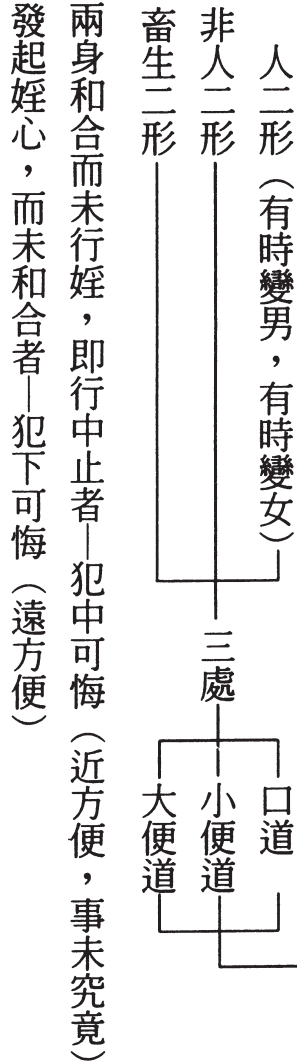 人二形（有時變男，有時變女）
非人二形
畜生二形
三處
口道
小便道
大便道
兩身和合而未行婬，即行中止者—犯中可悔（近方便，事未究竟）
發起婬心，而未和合者—犯下可悔（遠方便）